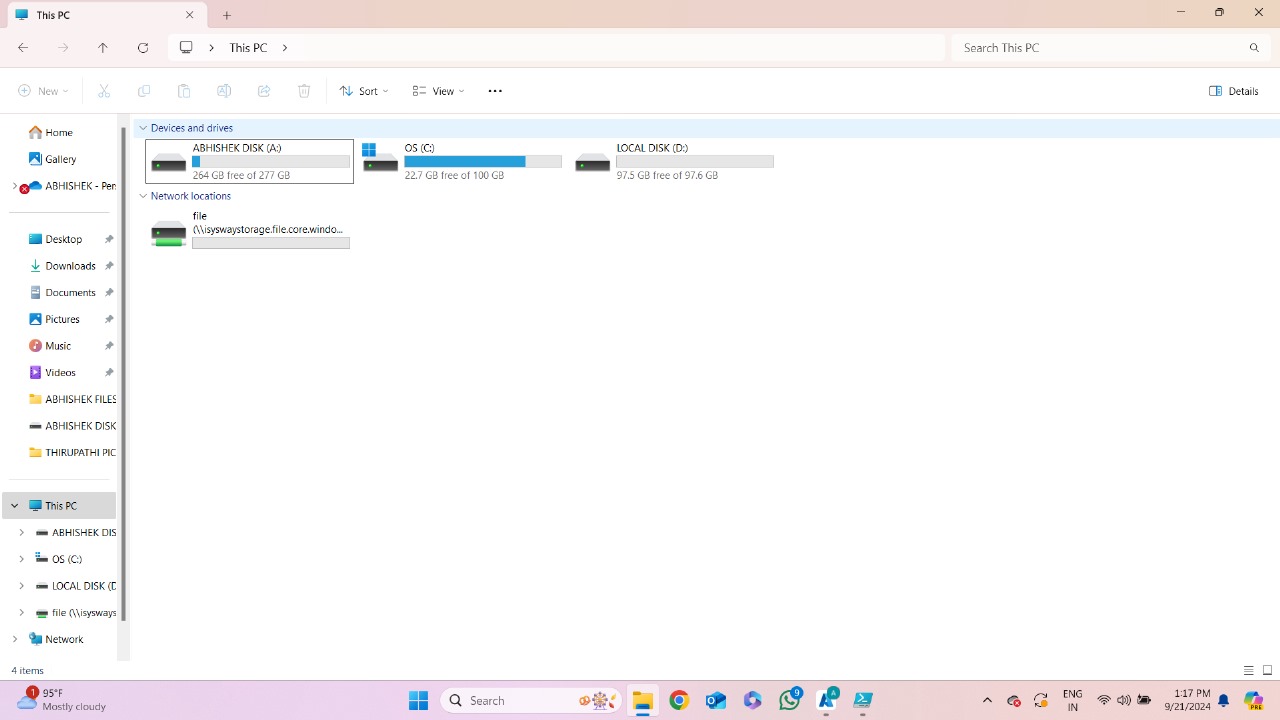 This PC
This PC
Search This PC
New
Sort
View
Details
Home
Gallery
ABHISHEK - Per
Desktop
Downloads
Documents
Pictures
Music
Videos
ABHISHEK FILES
ABHISHEK DISK
THIRUPATHI PIC
This PC
ABHISHEK DIS
OS (C:)
LOCAL DISK (D
file (\\isysways
Network
Devices and drives
ABHISHEK DISK (A:)
264 GB free of 277 GB
OS (C:)
22.7 GB free of 100 GB
LOCAL DISK (D:)
97.5 GB free of 97.6 GB
Network locations
file
(\\isyswaystorage.file.core.windo...
4 items
1
95°F
Mostly cloudy
Search
9
A
ENG
IN
1:17 PM
9/21/2024
PRE